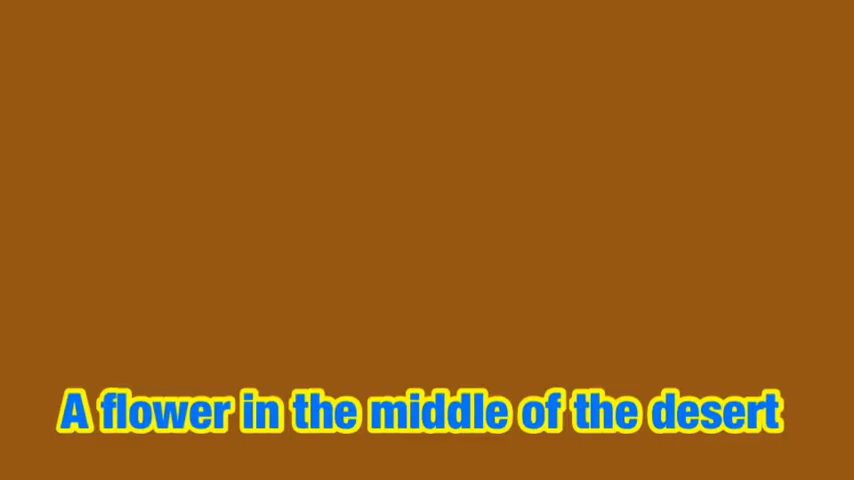 A flower in the middle of the desert